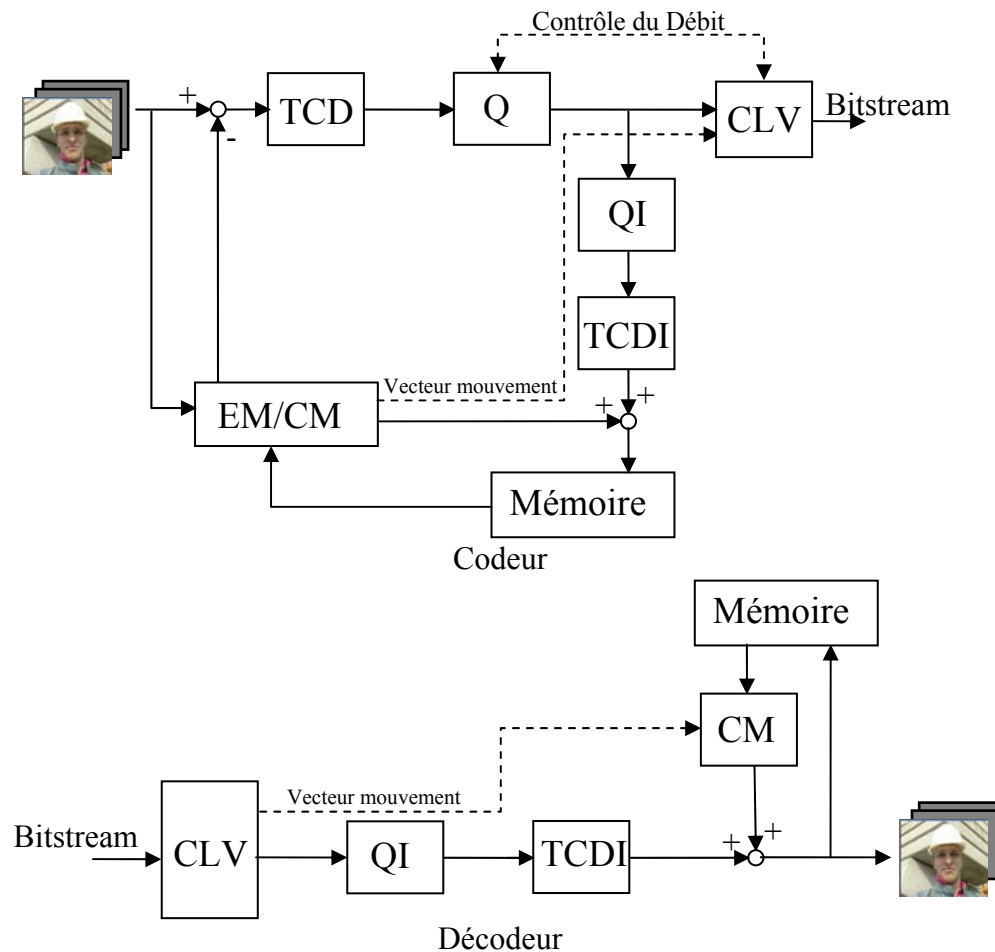 Contrôle du Débit
+
TCD
Q
CLV
Bitstream
-
QI
TCDI
Vecteur mouvement
EM/CM
+
+
Mémoire
Codeur
Mémoire
CM
Vecteur mouvement
Bitstream
CLV
QI
TCDI
+
+
Décodeur